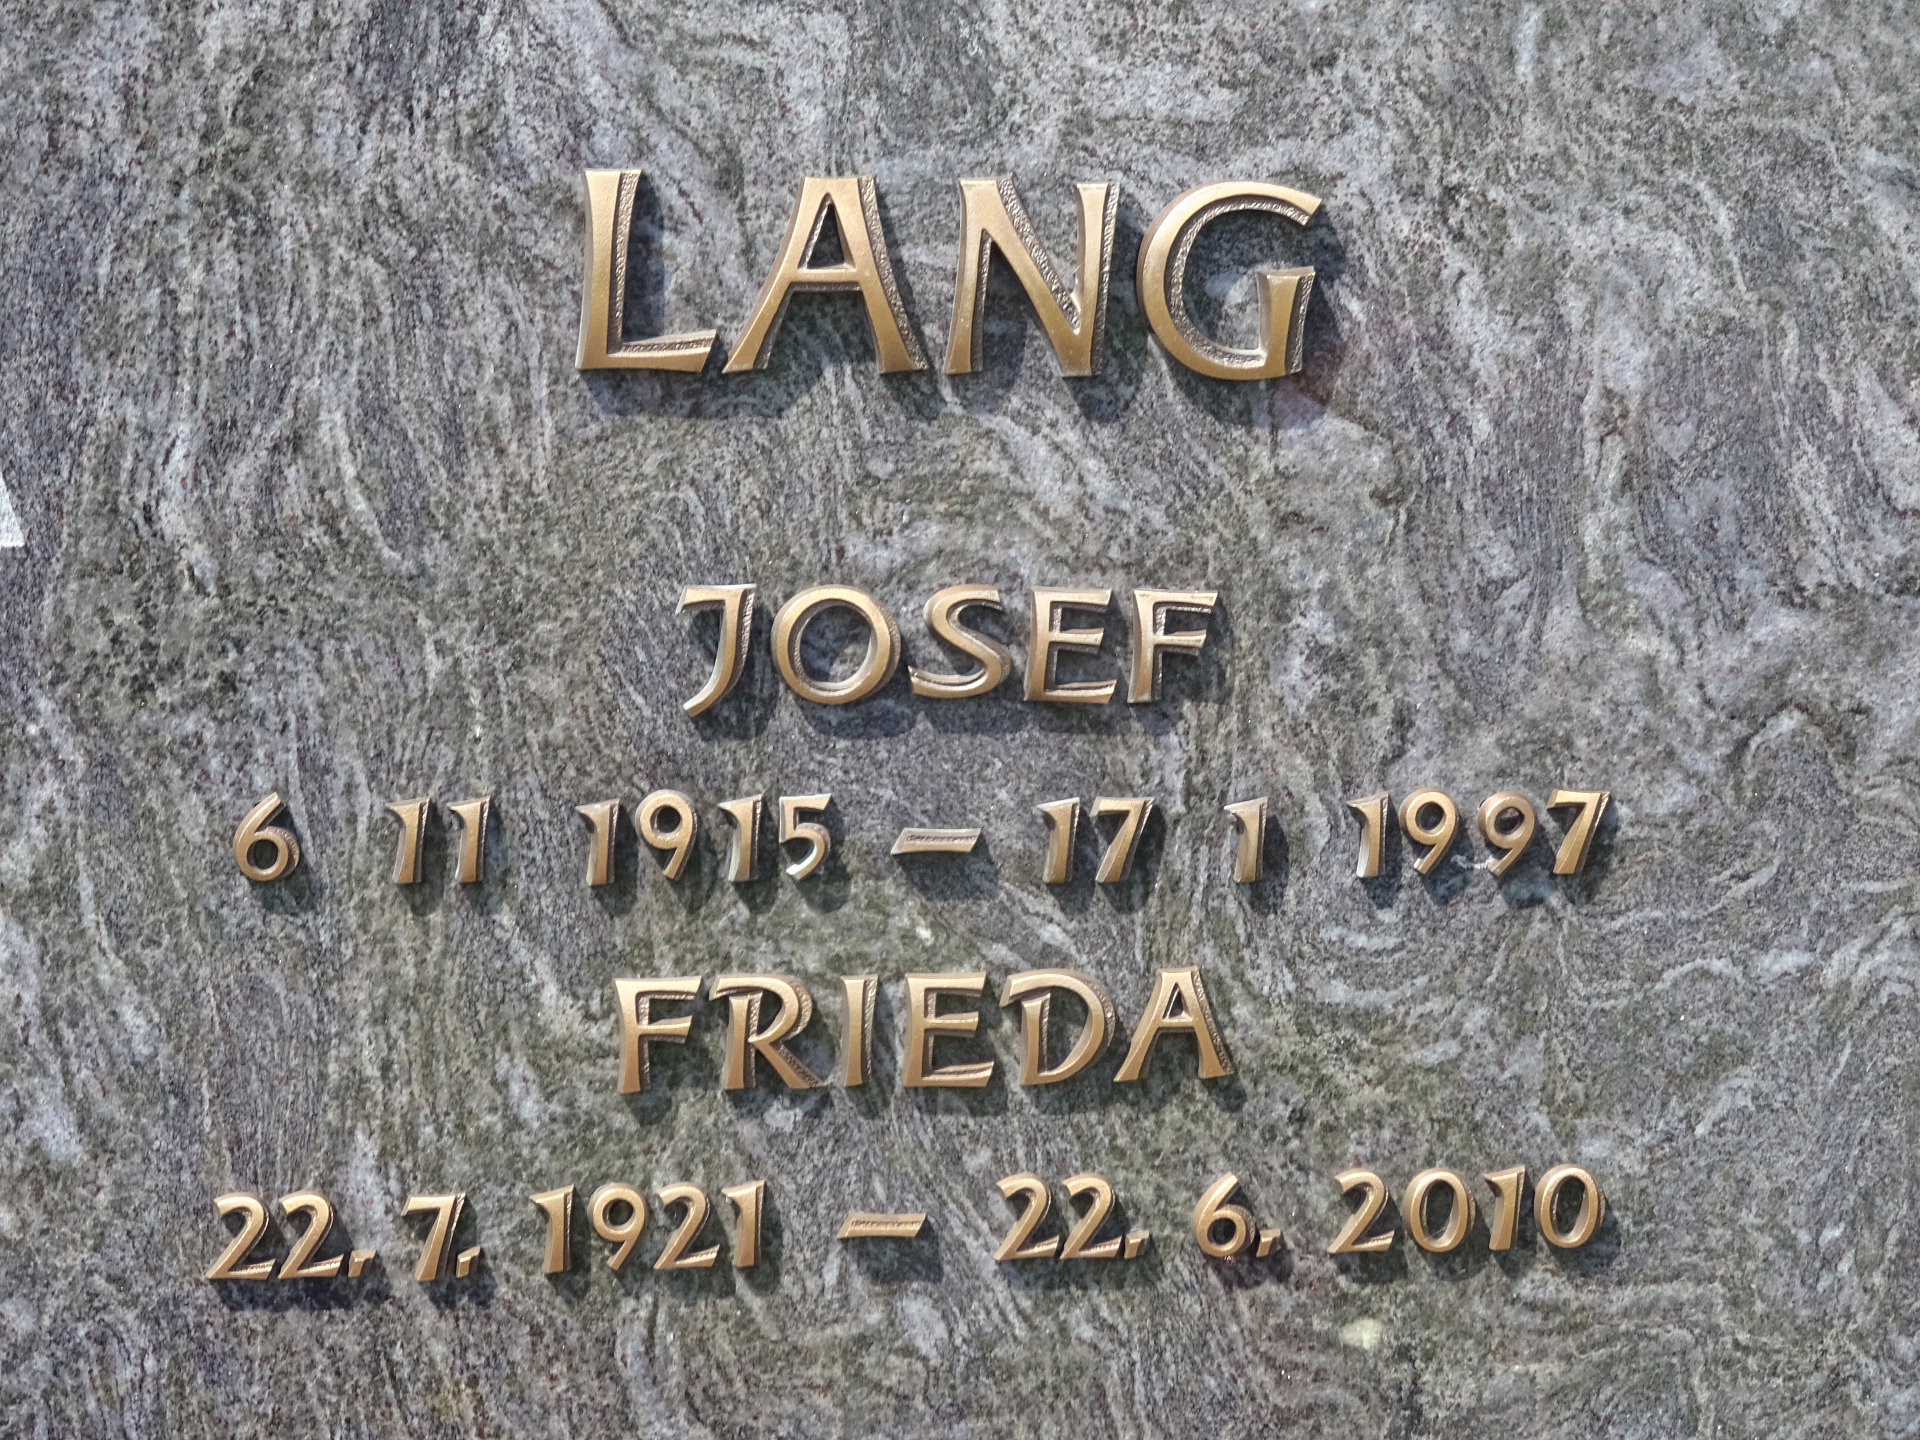 LANG
JOSEF
6 11 1915 – 17 1 1997
FRIEDA
22. 7. 1921 – 22. 6. 2010